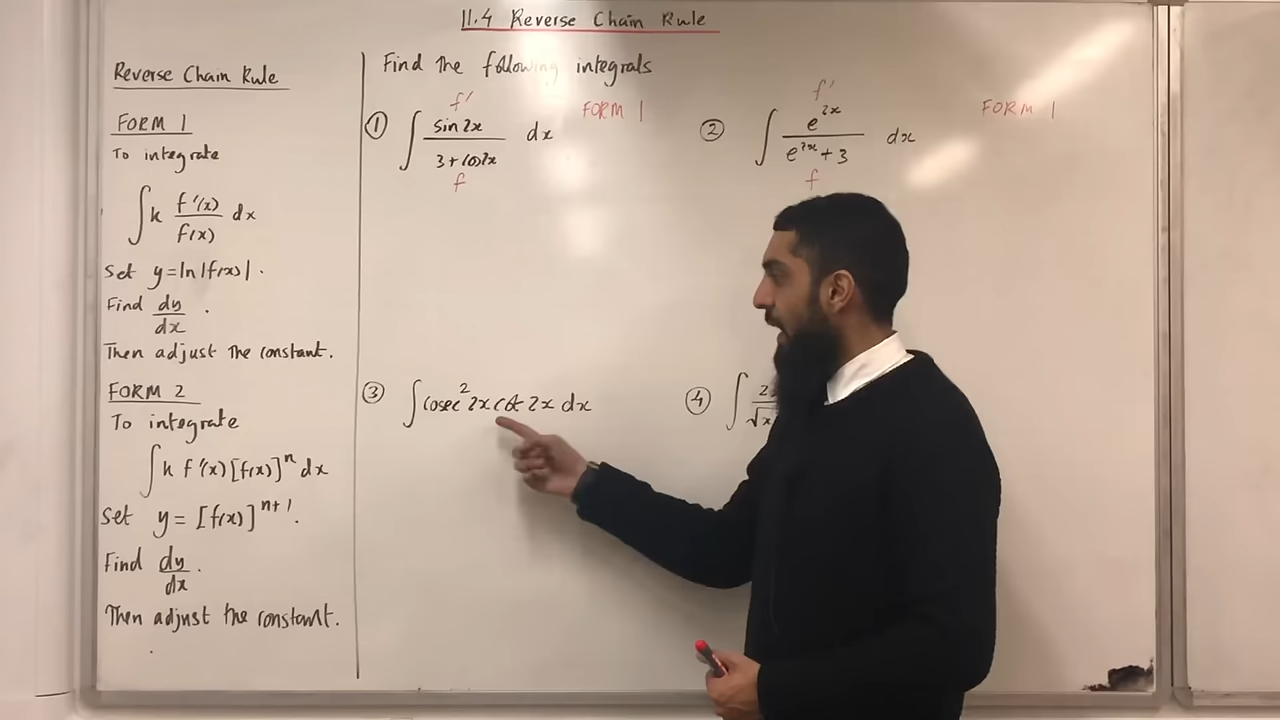 11.4 Reverse Chain Rule
Reverse Chain Rule
FORM 1
To integrate
∫ k f'(x)/f(x) dx
Set y = ln|f(x)|.
Find dy/dx.
Then adjust the constant.
FORM 2
To integrate
∫ k f'(x) [f(x)]^n dx
Set y = [f(x)]^(n+1).
Find dy/dx.
Then adjust the constant.
Find the following integrals
① ∫ sin 2x / (3 + cos 2x) dx
f'
f
FORM 1
② ∫ e^(2x) / (e^(2x) + 3) dx
f'
f
FORM 1
③ ∫ cosec² 2x cot 2x dx
④ ∫ 2 / √x